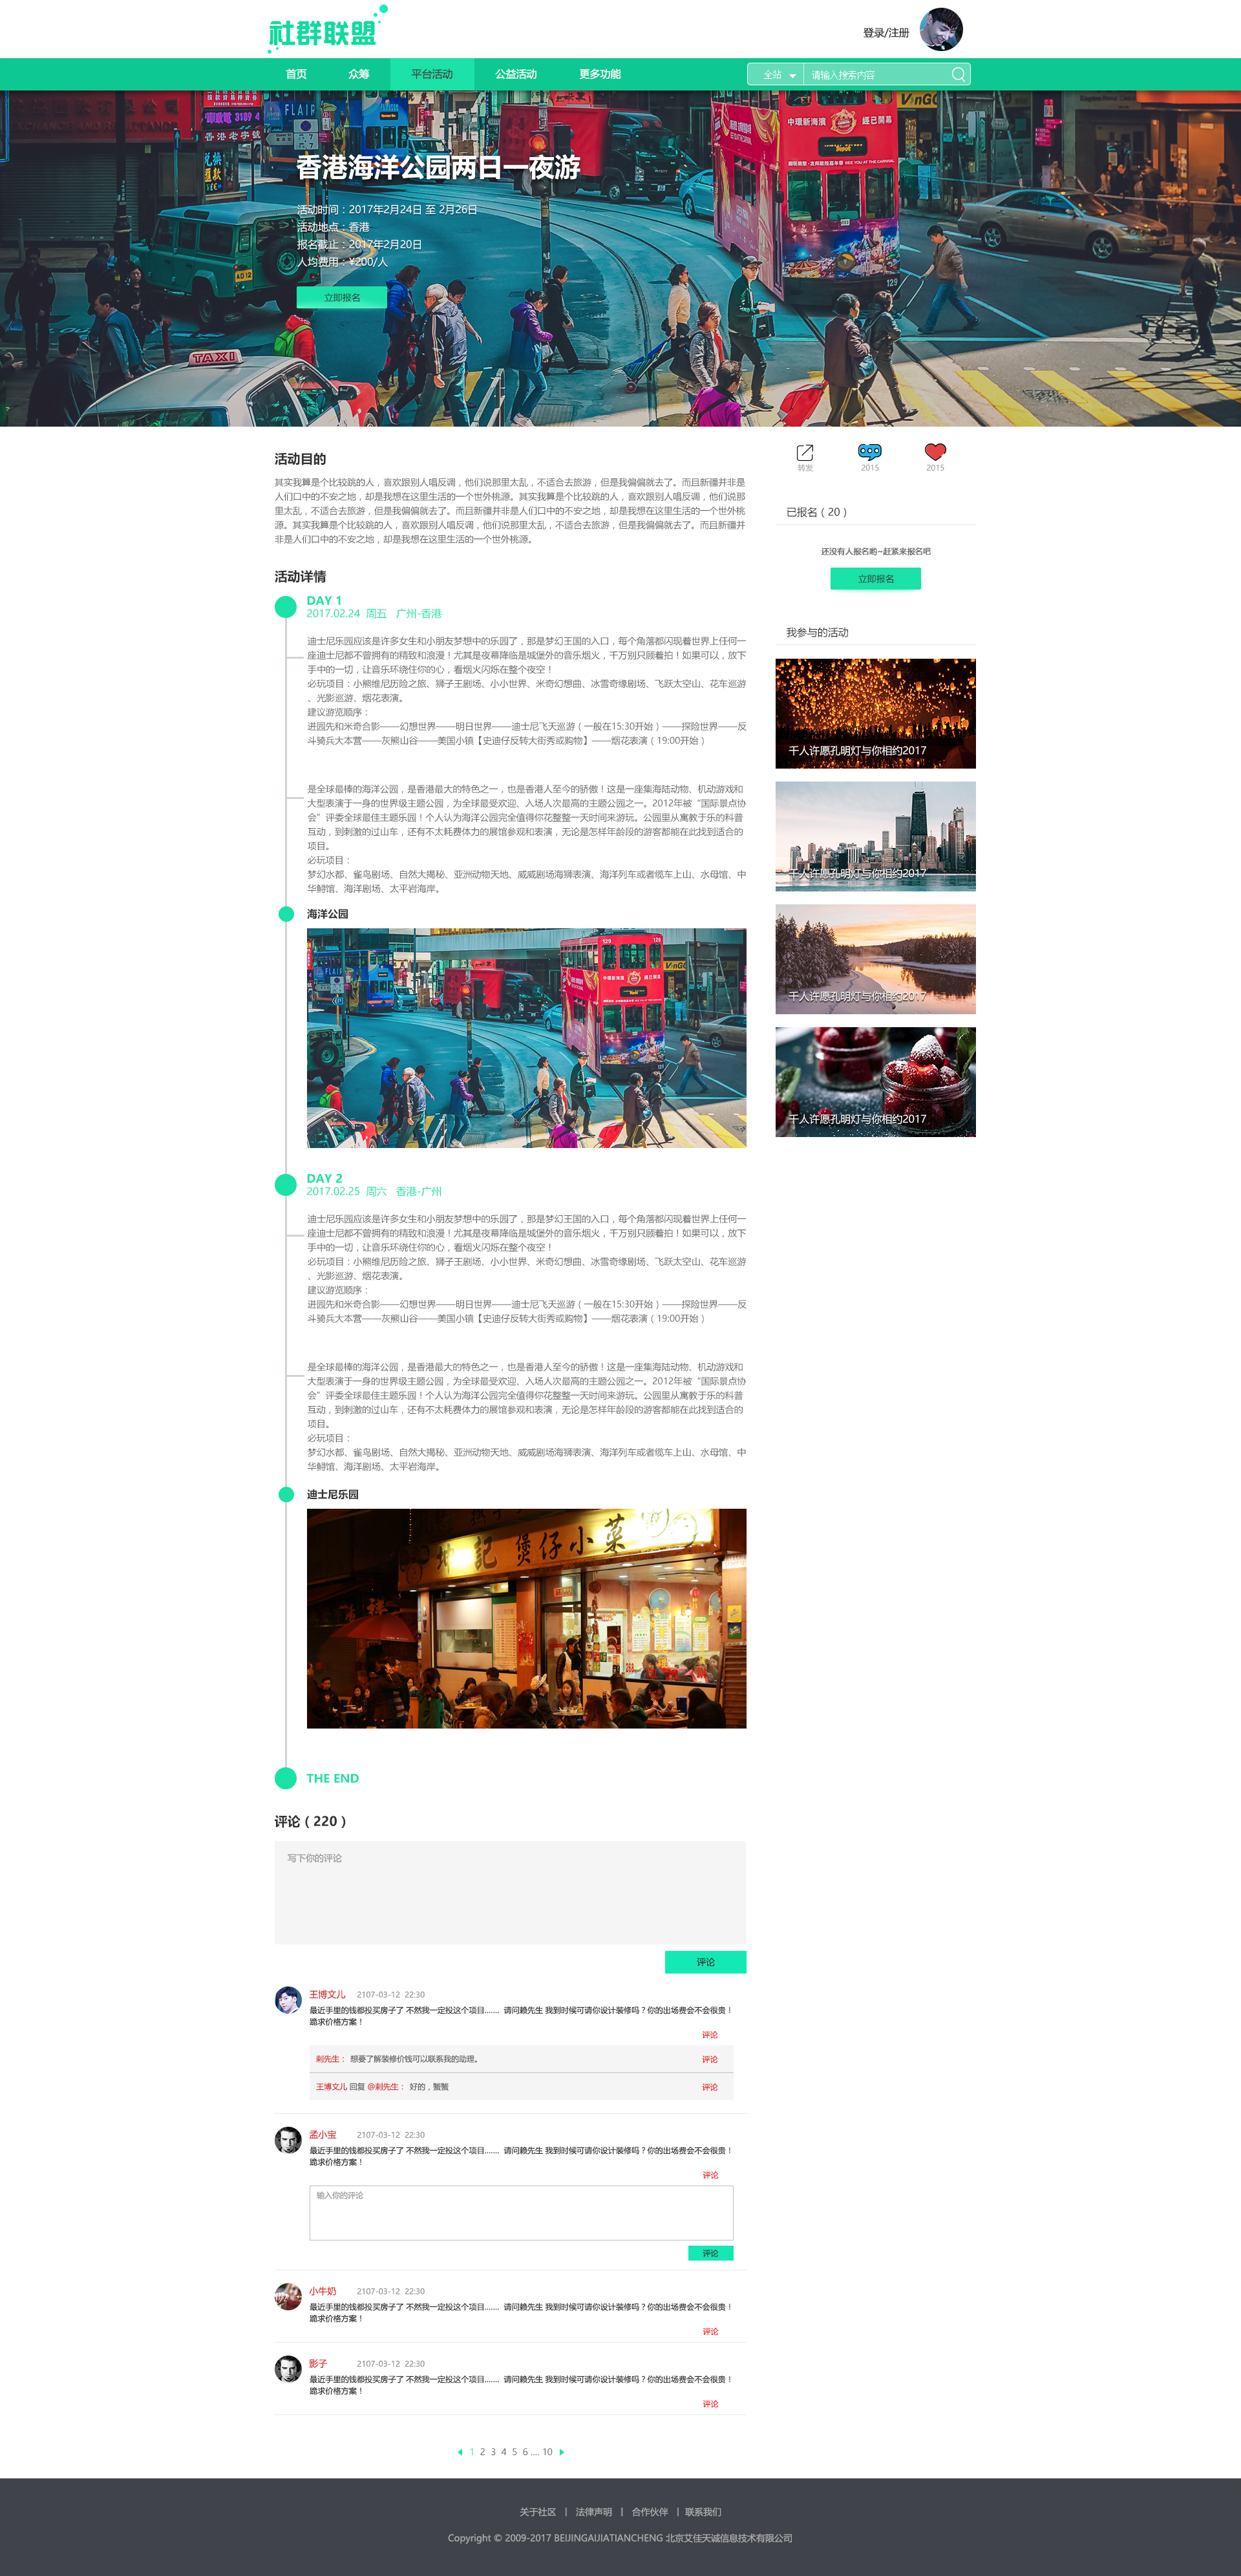 社群联盟
登录/注册
首页 众筹 平台活动 公益活动 更多功能 全站 请输入搜索内容
香港海洋公园两日一夜游
活动时间：2017年2月24日 至 2月26日
活动地点：香港
报名截止：2017年2月20日
人均费用：¥200/人
立即报名
TAXI
转发 2015 2015
活动目的
其实我算是个比较跳的人，喜欢跟别人唱反调，他们说那里太乱，不适合去旅游，但是我偏偏就去了。而且新疆并非是
人们口中的不安之地，却是我想在这里生活的一个世外桃源。其实我算是个比较跳的人，喜欢跟别人唱反调，他们说那
里太乱，不适合去旅游，但是我偏偏就去了。而且新疆并非是人们口中的不安之地，却是我想在这里生活的一个世外桃
源。其实我算是个比较跳的人，喜欢跟别人唱反调，他们说那里太乱，不适合去旅游，但是我偏偏就去了。而且新疆并
非是人们口中的不安之地，却是我想在这里生活的一个世外桃源。
已报名（20）
还没有人报名哟~赶紧来报名吧
立即报名
我参与的活动
千人许愿孔明灯与你相约2017
千人许愿孔明灯与你相约2017
千人许愿孔明灯与你相约2017
千人许愿孔明灯与你相约2017
活动详情
DAY 1
2017.02.24 周五 广州-香港
迪士尼乐园应该是许多女生和小朋友梦想中的乐园了，那是梦幻王国的入口，每个角落都闪现着世界上任何一
座迪士尼都不曾拥有的精致和浪漫！尤其是夜幕降临是城堡外的音乐烟火，千万别只顾着拍！如果可以，放下
手中的一切，让音乐环绕住你的心，看烟火闪烁在整个夜空！
必玩项目：小熊维尼历险之旅、狮子王剧场、小小世界、米奇幻想曲、冰雪奇缘剧场、飞跃太空山、花车巡游
、光影巡游、烟花表演。
建议游览顺序：
进园先和米奇合影——幻想世界——明日世界——迪士尼飞天巡游（一般在15:30开始）——探险世界——反
斗骑兵大本营——灰熊山谷——美国小镇【史迪仔反转大街秀或购物】——烟花表演（19:00开始）
是全球最棒的海洋公园，是香港最大的特色之一，也是香港人至今的骄傲！这是一座集海陆动物、机动游戏和
大型表演于一身的世界级主题公园，为全球最受欢迎、入场人次最高的主题公园之一。2012年被“国际景点协
会”评委全球最佳主题乐园！个人认为海洋公园完全值得你花整整一天时间来游玩。公园里从寓教于乐的科普
互动，到刺激的过山车，还有不太耗费体力的展馆参观和表演，无论是怎样年龄段的游客都能在此找到适合的
项目。
必玩项目：
梦幻水都、雀鸟剧场、自然大揭秘、亚洲动物天地、威威剧场海狮表演、海洋列车或者缆车上山、水母馆、中
华鲟馆、海洋剧场、太平岩海岸。
海洋公园
DAY 2
2017.02.25 周六 香港-广州
迪士尼乐园应该是许多女生和小朋友梦想中的乐园了，那是梦幻王国的入口，每个角落都闪现着世界上任何一
座迪士尼都不曾拥有的精致和浪漫！尤其是夜幕降临是城堡外的音乐烟火，千万别只顾着拍！如果可以，放下
手中的一切，让音乐环绕住你的心，看烟火闪烁在整个夜空！
必玩项目：小熊维尼历险之旅、狮子王剧场、小小世界、米奇幻想曲、冰雪奇缘剧场、飞跃太空山、花车巡游
、光影巡游、烟花表演。
建议游览顺序：
进园先和米奇合影——幻想世界——明日世界——迪士尼飞天巡游（一般在15:30开始）——探险世界——反
斗骑兵大本营——灰熊山谷——美国小镇【史迪仔反转大街秀或购物】——烟花表演（19:00开始）
是全球最棒的海洋公园，是香港最大的特色之一，也是香港人至今的骄傲！这是一座集海陆动物、机动游戏和
大型表演于一身的世界级主题公园，为全球最受欢迎、入场人次最高的主题公园之一。2012年被“国际景点协
会”评委全球最佳主题乐园！个人认为海洋公园完全值得你花整整一天时间来游玩。公园里从寓教于乐的科普
互动，到刺激的过山车，还有不太耗费体力的展馆参观和表演，无论是怎样年龄段的游客都能在此找到适合的
项目。
必玩项目：
梦幻水都、雀鸟剧场、自然大揭秘、亚洲动物天地、威威剧场海狮表演、海洋列车或者缆车上山、水母馆、中
华鲟馆、海洋剧场、太平岩海岸。
迪士尼乐园
坤記 煲仔小菜
THE END
评论（220）
写下你的评论
评论
王博文儿 2107-03-12 22:30
最近手里的钱都投买房子了 不然我一定投这个项目....... 请问赖先生 我到时候可请你设计装修吗？你的出场费会不会很贵！
跪求价格方案！
评论
剌先生： 想要了解装修价钱可以联系我的助理。 评论
王博文儿 回复 @剌先生： 好的，蟹蟹 评论
孟小宝 2107-03-12 22:30
最近手里的钱都投买房子了 不然我一定投这个项目....... 请问赖先生 我到时候可请你设计装修吗？你的出场费会不会很贵！
跪求价格方案！
评论
输入你的评论
评论
小牛奶 2107-03-12 22:30
最近手里的钱都投买房子了 不然我一定投这个项目....... 请问赖先生 我到时候可请你设计装修吗？你的出场费会不会很贵！
跪求价格方案！
评论
影子 2107-03-12 22:30
最近手里的钱都投买房子了 不然我一定投这个项目....... 请问赖先生 我到时候可请你设计装修吗？你的出场费会不会很贵！
跪求价格方案！
评论
1 2 3 4 5 6 .... 10
关于社区 | 法律声明 | 合作伙伴 | 联系我们
Copyright © 2009-2017 BEIJINGAIJIATIANCHENG 北京艾佳天诚信息技术有限公司